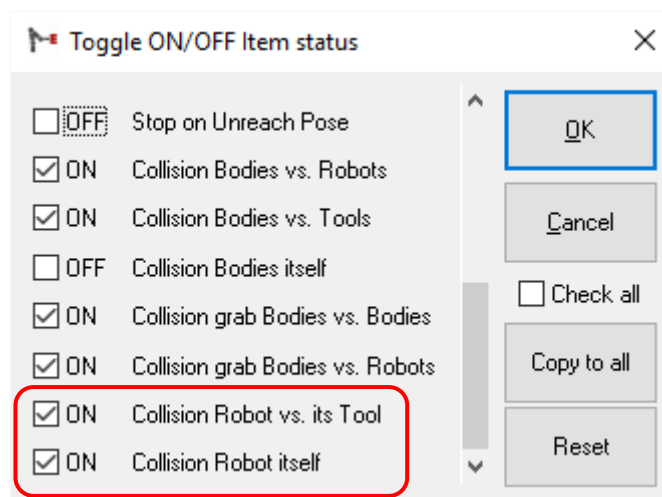 Toggle ON/OFF Item status
OFF Stop on Unreach Pose
ON Collision Bodies vs. Robots
ON Collision Bodies vs. Tools
OFF Collision Bodies itself
ON Collision grab Bodies vs. Bodies
ON Collision grab Bodies vs. Robots
ON Collision Robot vs. its Tool
ON Collision Robot itself
OK
Cancel
Check all
Copy to all
Reset